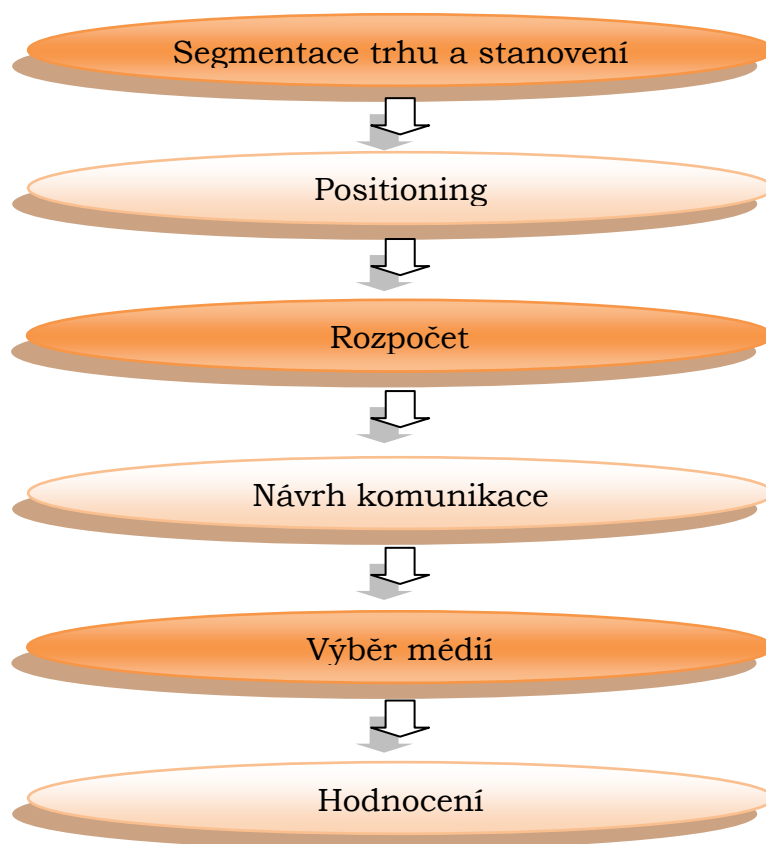 Segmentace trhu a stanovení
Positioning
Rozpočet
Návrh komunikace
Výběr médií
Hodnocení